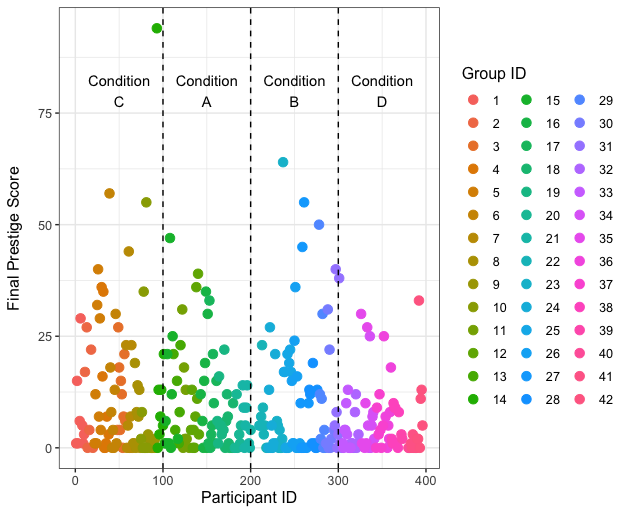 Condition Condition Condition Condition
C A B D
75
50
25
0
0 100 200 300 400
Participant ID
Final Prestige Score
Group ID
1 15 29
2 16 30
3 17 31
4 18 32
5 19 33
6 20 34
7 21 35
8 22 36
9 23 37
10 24 38
11 25 39
12 26 40
13 27 41
14 28 42